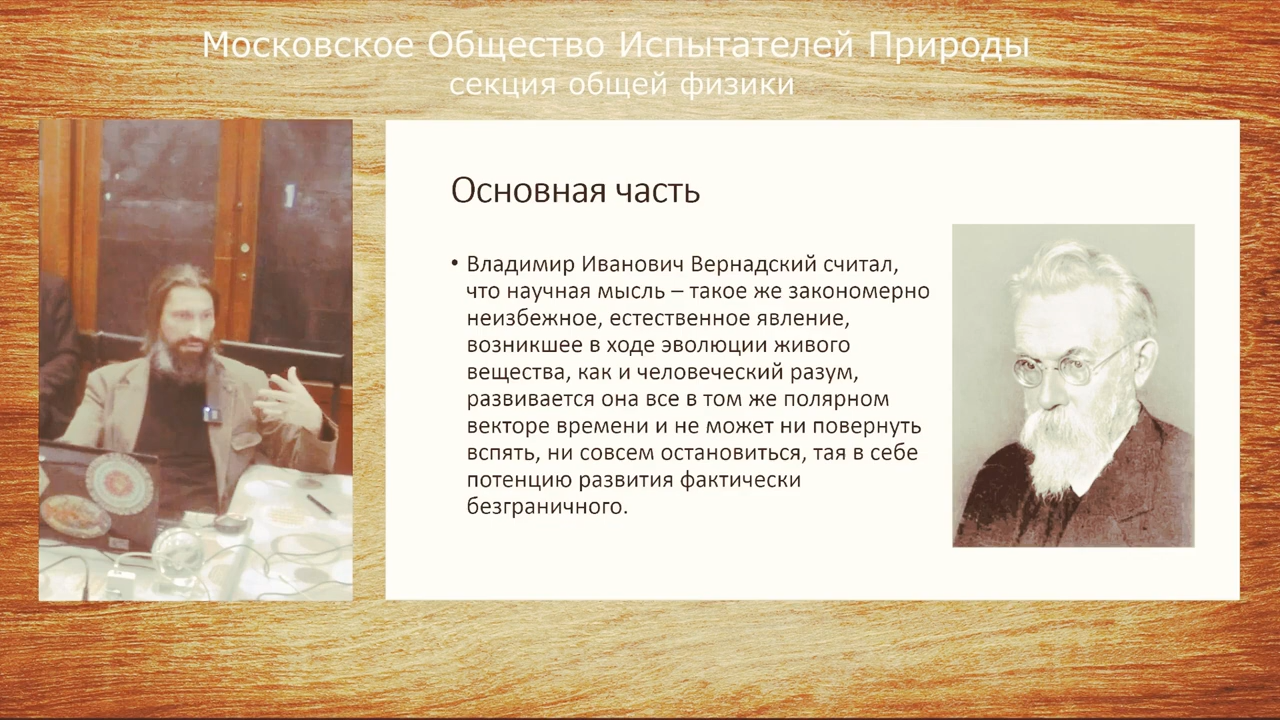 Московское Общество Испытателей Природы
секция общей физики
Основная часть
• Владимир Иванович Вернадский считал,
что научная мысль – такое же закономерно
неизбежное, естественное явление,
возникшее в ходе эволюции живого
вещества, как и человеческий разум,
развивается она все в том же полярном
векторе времени и не может ни повернуть
вспять, ни совсем остановиться, тая в себе
потенцию развития фактически
безграничного.